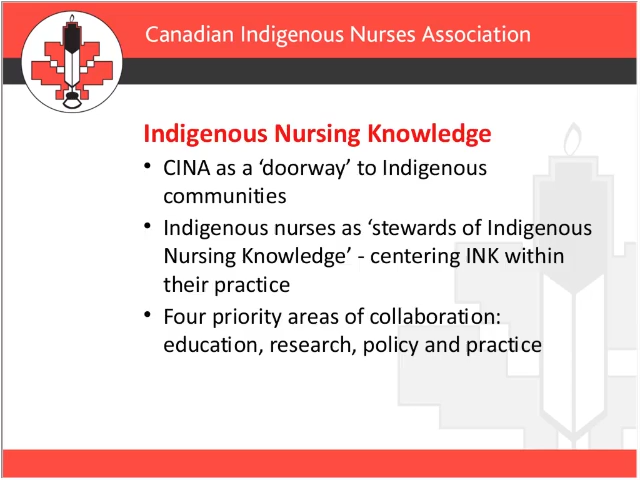 Canadian Indigenous Nurses Association
Indigenous Nursing Knowledge
• CINA as a ‘doorway’ to Indigenous
communities
• Indigenous nurses as ‘stewards of Indigenous
Nursing Knowledge’ - centering INK within
their practice
• Four priority areas of collaboration:
education, research, policy and practice